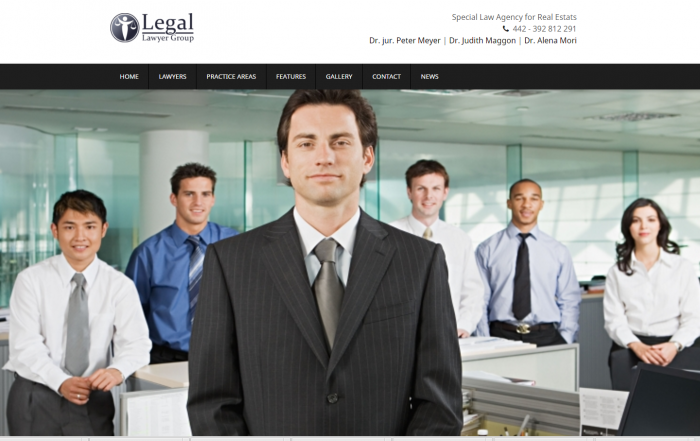 Legal
Lawyer Group
Special Law Agency for Real Estats
442 - 392 812 291
Dr. jur. Peter Meyer | Dr. Judith Maggon | Dr. Alena Mori
HOME LAWYERS PRACTICE AREAS FEATURES GALLERY CONTACT NEWS